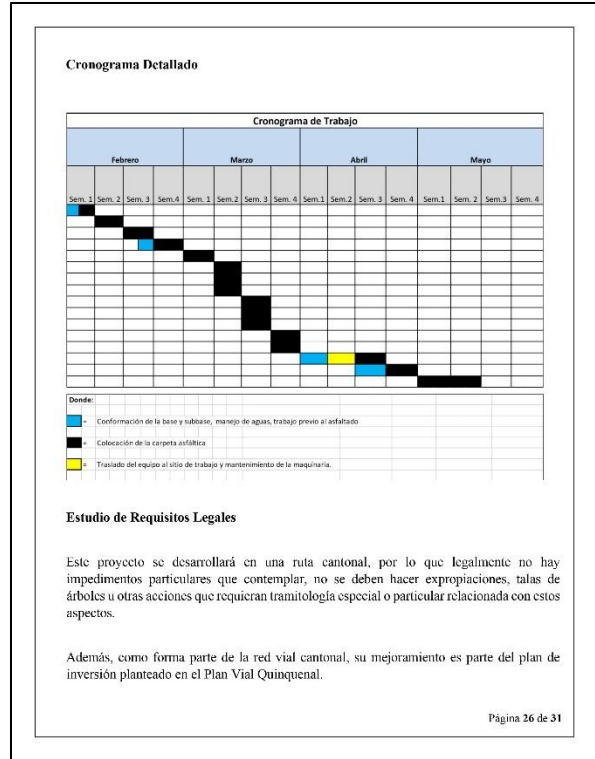 Cronograma Detallado
Cronograma de Trabajo
Febrero Marzo Abril Mayo
Sem. 1 Sem. 2 Sem. 3 Sem.4 Sem. 1 Sem.2 Sem. 3 Sem. 4 Sem.1 Sem.2 Sem. 3 Sem. 4 Sem.1 Sem. 2 Sem.3 Sem. 4
Donde:
= Conformación de la base y subbase, manejo de aguas, trabajo previo al asfaltado
= Colocación de la carpeta asfáltica
= Traslado del equipo al sitio de trabajo y mantenimiento de la maquinaria.
Estudio de Requisitos Legales
Este proyecto se desarrollará en una ruta cantonal, por lo que legalmente no hay
impedimentos particulares que contemplar, no se deben hacer expropiaciones, talas de
árboles u otras acciones que requieran tramitología especial o particular relacionada con estos
aspectos.
Además, como forma parte de la red vial cantonal, su mejoramiento es parte del plan de
inversión planteado en el Plan Vial Quinquenal.
Página 26 de 31